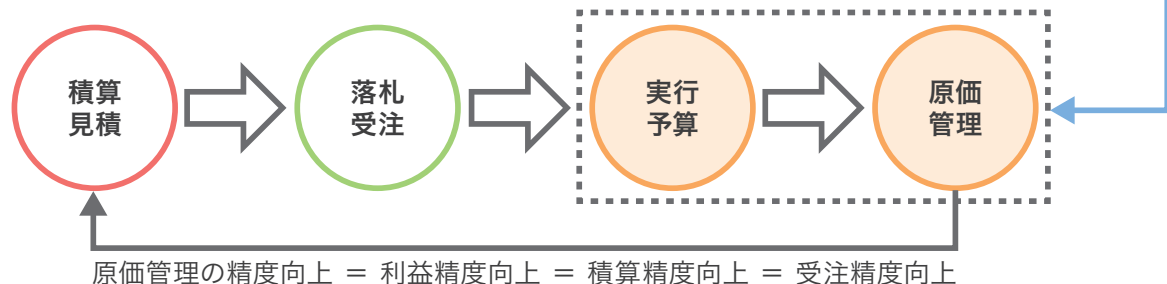 積算
見積
落札
受注
実行
予算
原価
管理
原価管理の精度向上 ＝ 利益精度向上 ＝ 積算精度向上 ＝ 受注精度向上